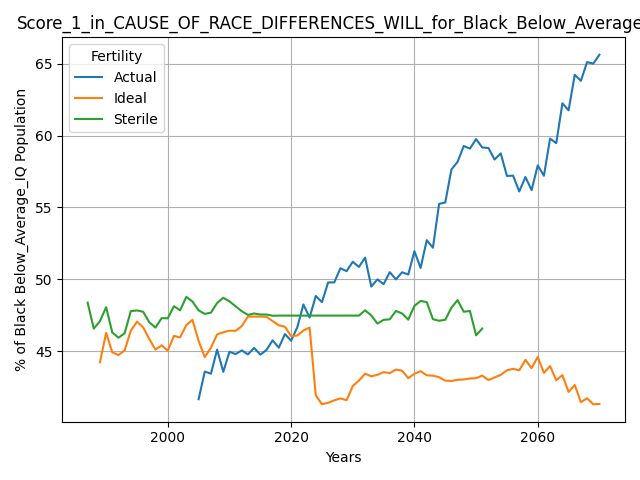 Score_1_in_CAUSE_OF_RACE_DIFFERENCES_WILL_for_Black_Below_Average
Fertility
Actual
Ideal
Sterile
% of Black Below_Average_IQ Population
65
60
55
50
45
2000 2020 2040 2060
Years